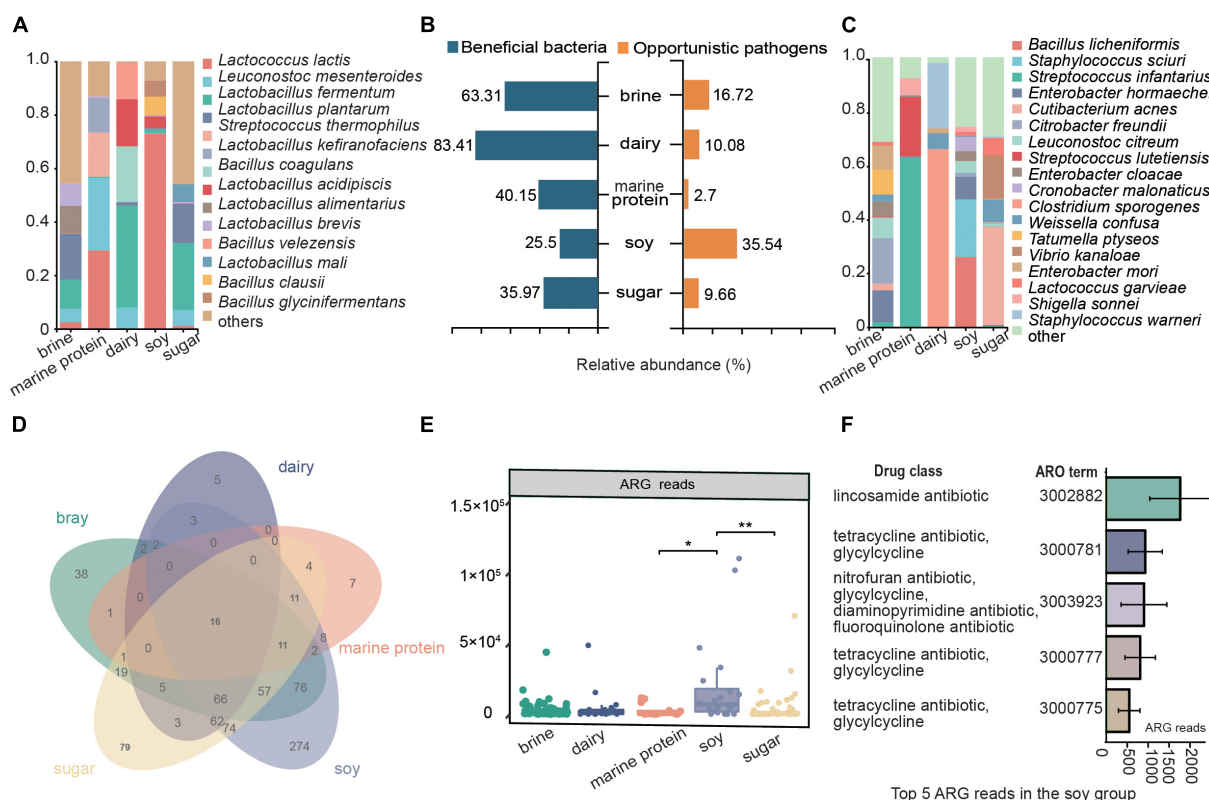 A
1.0
0.8
0.6
0.4
0.2
0
brine
marine protein
dairy
soy
sugar
Lactococcus lactis
Leuconostoc mesenteroides
Lactobacillus fermentum
Lactobacillus plantarum
Streptococcus thermophilus
Lactobacillus kefiranofaciens
Bacillus coagulans
Lactobacillus acidipiscis
Lactobacillus alimentarius
Lactobacillus brevis
Bacillus velezensis
Lactobacillus mali
Bacillus clausii
Bacillus glycinifermentans
others
B
Beneficial bacteria Opportunistic pathogens
63.31 brine 16.72
83.41 dairy 10.08
40.15 marine protein 2.7
25.5 soy 35.54
35.97 sugar 9.66
Relative abundance (%)
C
1.0
0.8
0.6
0.4
0.2
0
brine
marine protein
dairy
soy
sugar
Bacillus licheniformis
Staphylococcus sciuri
Streptococcus infantarius
Enterobacter hormaeche
Cutibacterium acnes
Citrobacter freundii
Leuconostoc citreum
Streptococcus lutetiensis
Enterobacter cloacae
Cronobacter malonaticus
Clostridium sporogenes
Weissella confusa
Tatumella ptyseos
Vibrio kanaloae
Enterobacter mori
Lactococcus garvieae
Shigella sonnei
Staphylococcus warneri
other
D
dairy
5
bray
3
0
2 2 0 0
0 0 4
38 7
0 11
1
16
8
0 11 2 marine protein
1
19
5 66 57 76
3 62 74
79 274
sugar soy
E
ARG reads
1.5×10⁵
**
*
1×10⁵
5×10⁴
0
brine
dairy
marine protein
soy
sugar
F
Drug class ARO term
lincosamide antibiotic 3002882
tetracycline antibiotic,
glycylcycline
3000781
nitrofuran antibiotic,
glycylcycline,
diaminopyrimidine antibiotic,
fluoroquinolone antibiotic
3003923
tetracycline antibiotic,
glycylcycline
3000777
tetracycline antibiotic,
glycylcycline
3000775
ARG reads
0
500
1000
1500
2000
Top 5 ARG reads in the soy group